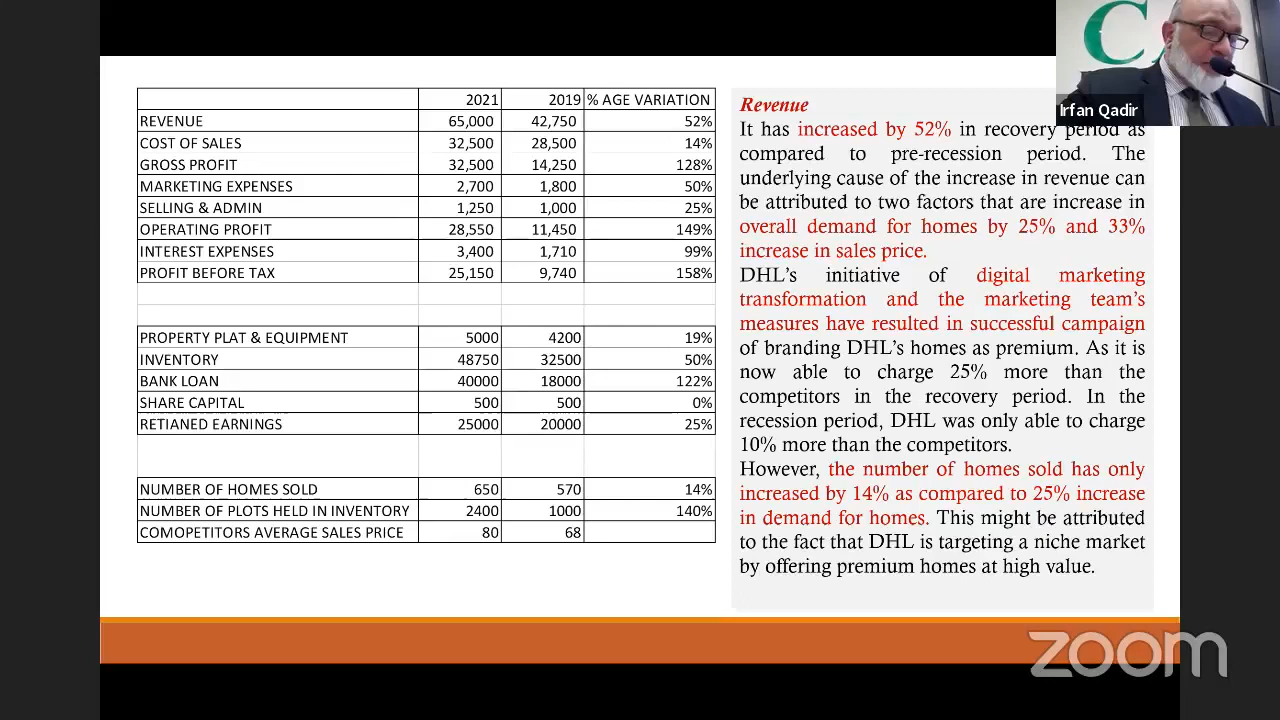 2021 2019 % AGE VARIATION
REVENUE 65,000 42,750 52%
COST OF SALES 32,500 28,500 14%
GROSS PROFIT 32,500 14,250 128%
MARKETING EXPENSES 2,700 1,800 50%
SELLING & ADMIN 1,250 1,000 25%
OPERATING PROFIT 28,550 11,450 149%
INTEREST EXPENSES 3,400 1,710 99%
PROFIT BEFORE TAX 25,150 9,740 158%
PROPERTY PLAT & EQUIPMENT 5000 4200 19%
INVENTORY 48750 32500 50%
BANK LOAN 40000 18000 122%
SHARE CAPITAL 500 500 0%
RETIANED EARNINGS 25000 20000 25%
NUMBER OF HOMES SOLD 650 570 14%
NUMBER OF PLOTS HELD IN INVENTORY 2400 1000 140%
COMOPETITORS AVERAGE SALES PRICE 80 68
Revenue
It has increased by 52% in recovery period as
compared to pre-recession period. The
underlying cause of the increase in revenue can
be attributed to two factors that are increase in
overall demand for homes by 25% and 33%
increase in sales price.
DHL's initiative of digital marketing
transformation and the marketing team's
measures have resulted in successful campaign
of branding DHL's homes as premium. As it is
now able to charge 25% more than the
competitors in the recovery period. In the
recession period, DHL was only able to charge
10% more than the competitors.
However, the number of homes sold has only
increased by 14% as compared to 25% increase
in demand for homes. This might be attributed
to the fact that DHL is targeting a niche market
by offering premium homes at high value.
Irfan Qadir
zoom